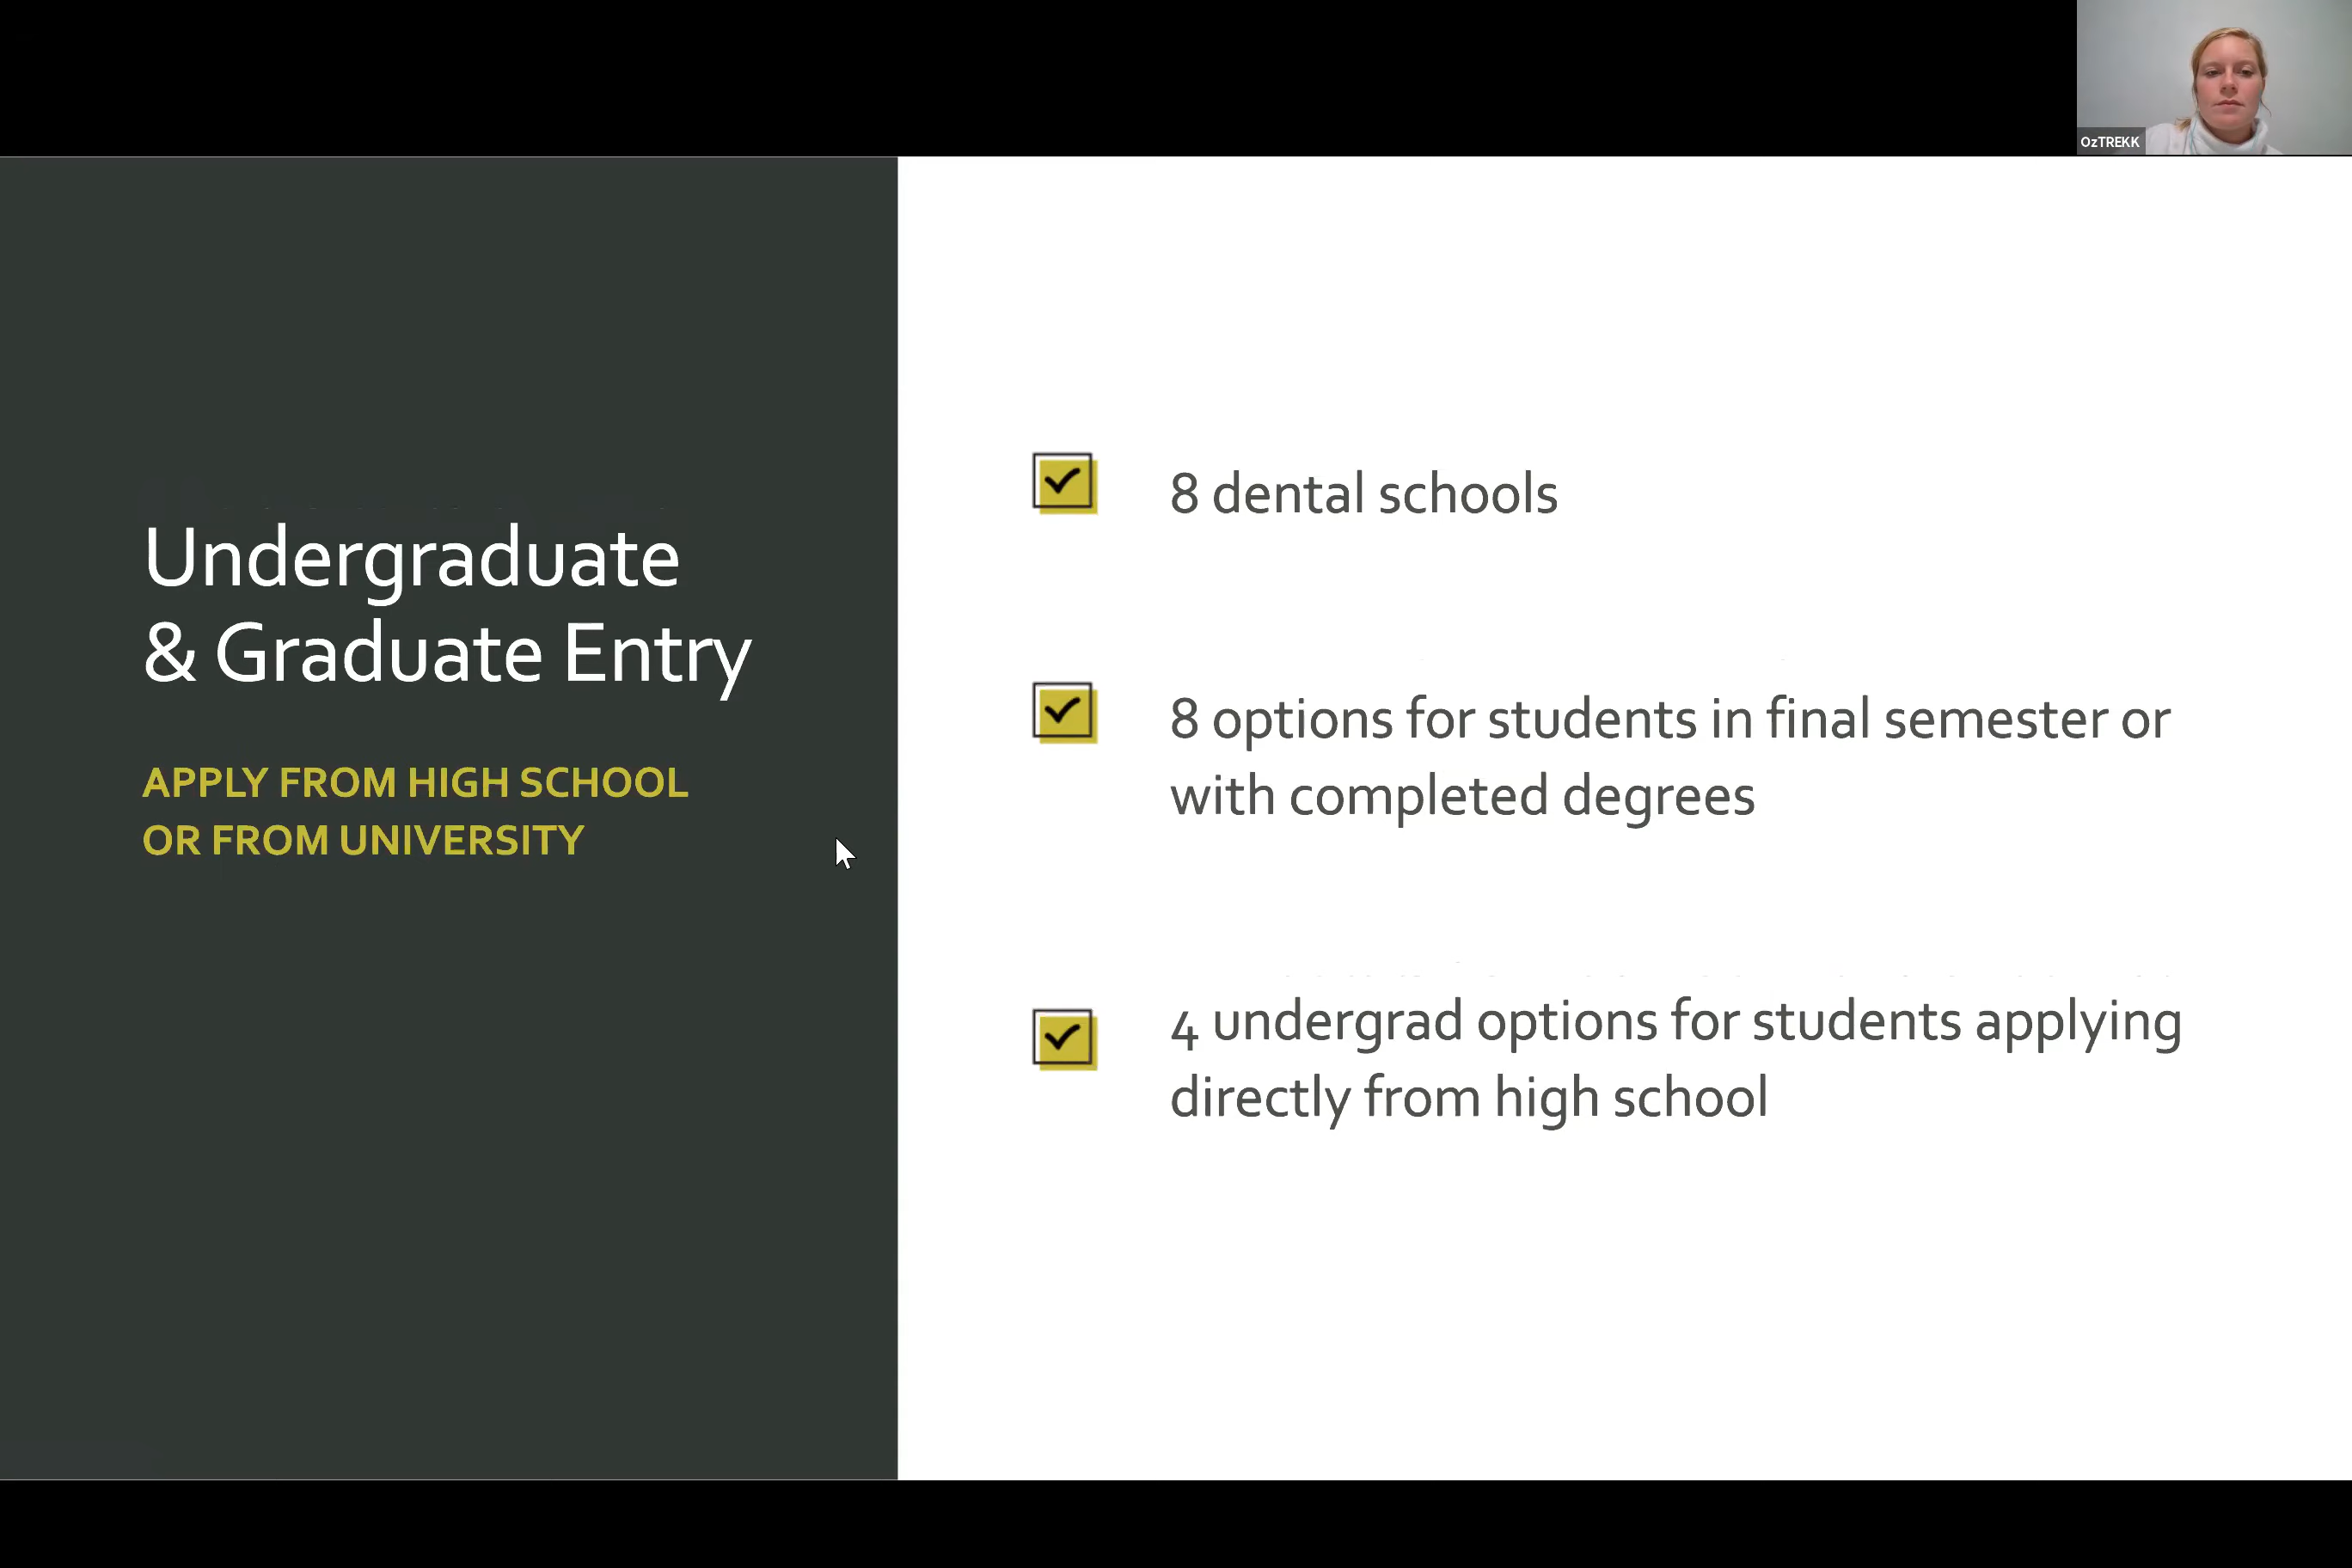 OzTREKK
Undergraduate
& Graduate Entry
APPLY FROM HIGH SCHOOL
OR FROM UNIVERSITY
8 dental schools
8 options for students in final semester or
with completed degrees
4 undergrad options for students applying
directly from high school